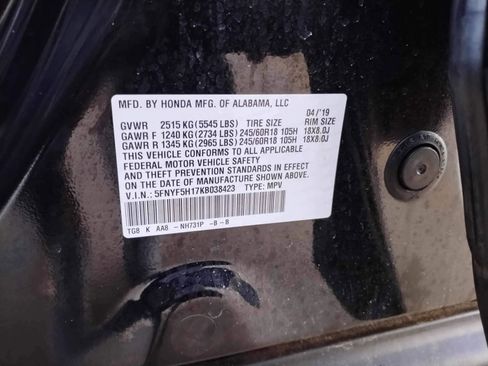 MFD. BY HONDA MFG. OF ALABAMA, LLC
04/'19
GVWR 2515 KG (5545 LBS) TIRE SIZE RIM SIZE
GAWR F 1240 KG (2734 LBS) 245/60R18 105H 18X8.0J
GAWR R 1345 KG (2965 LBS) 245/60R18 105H 18X8.0J
THIS VEHICLE CONFORMS TO ALL APPLICABLE
FEDERAL MOTOR VEHICLE SAFETY
AND THEFT PREVENTION STANDARDS
IN EFFECT ON THE DATE OF
MANUFACTURE SHOWN ABOVE.
V.I.N.: 5FNYF5H17KB038423 TYPE: MPV
TG8 K AA8 -NH731P -B-B